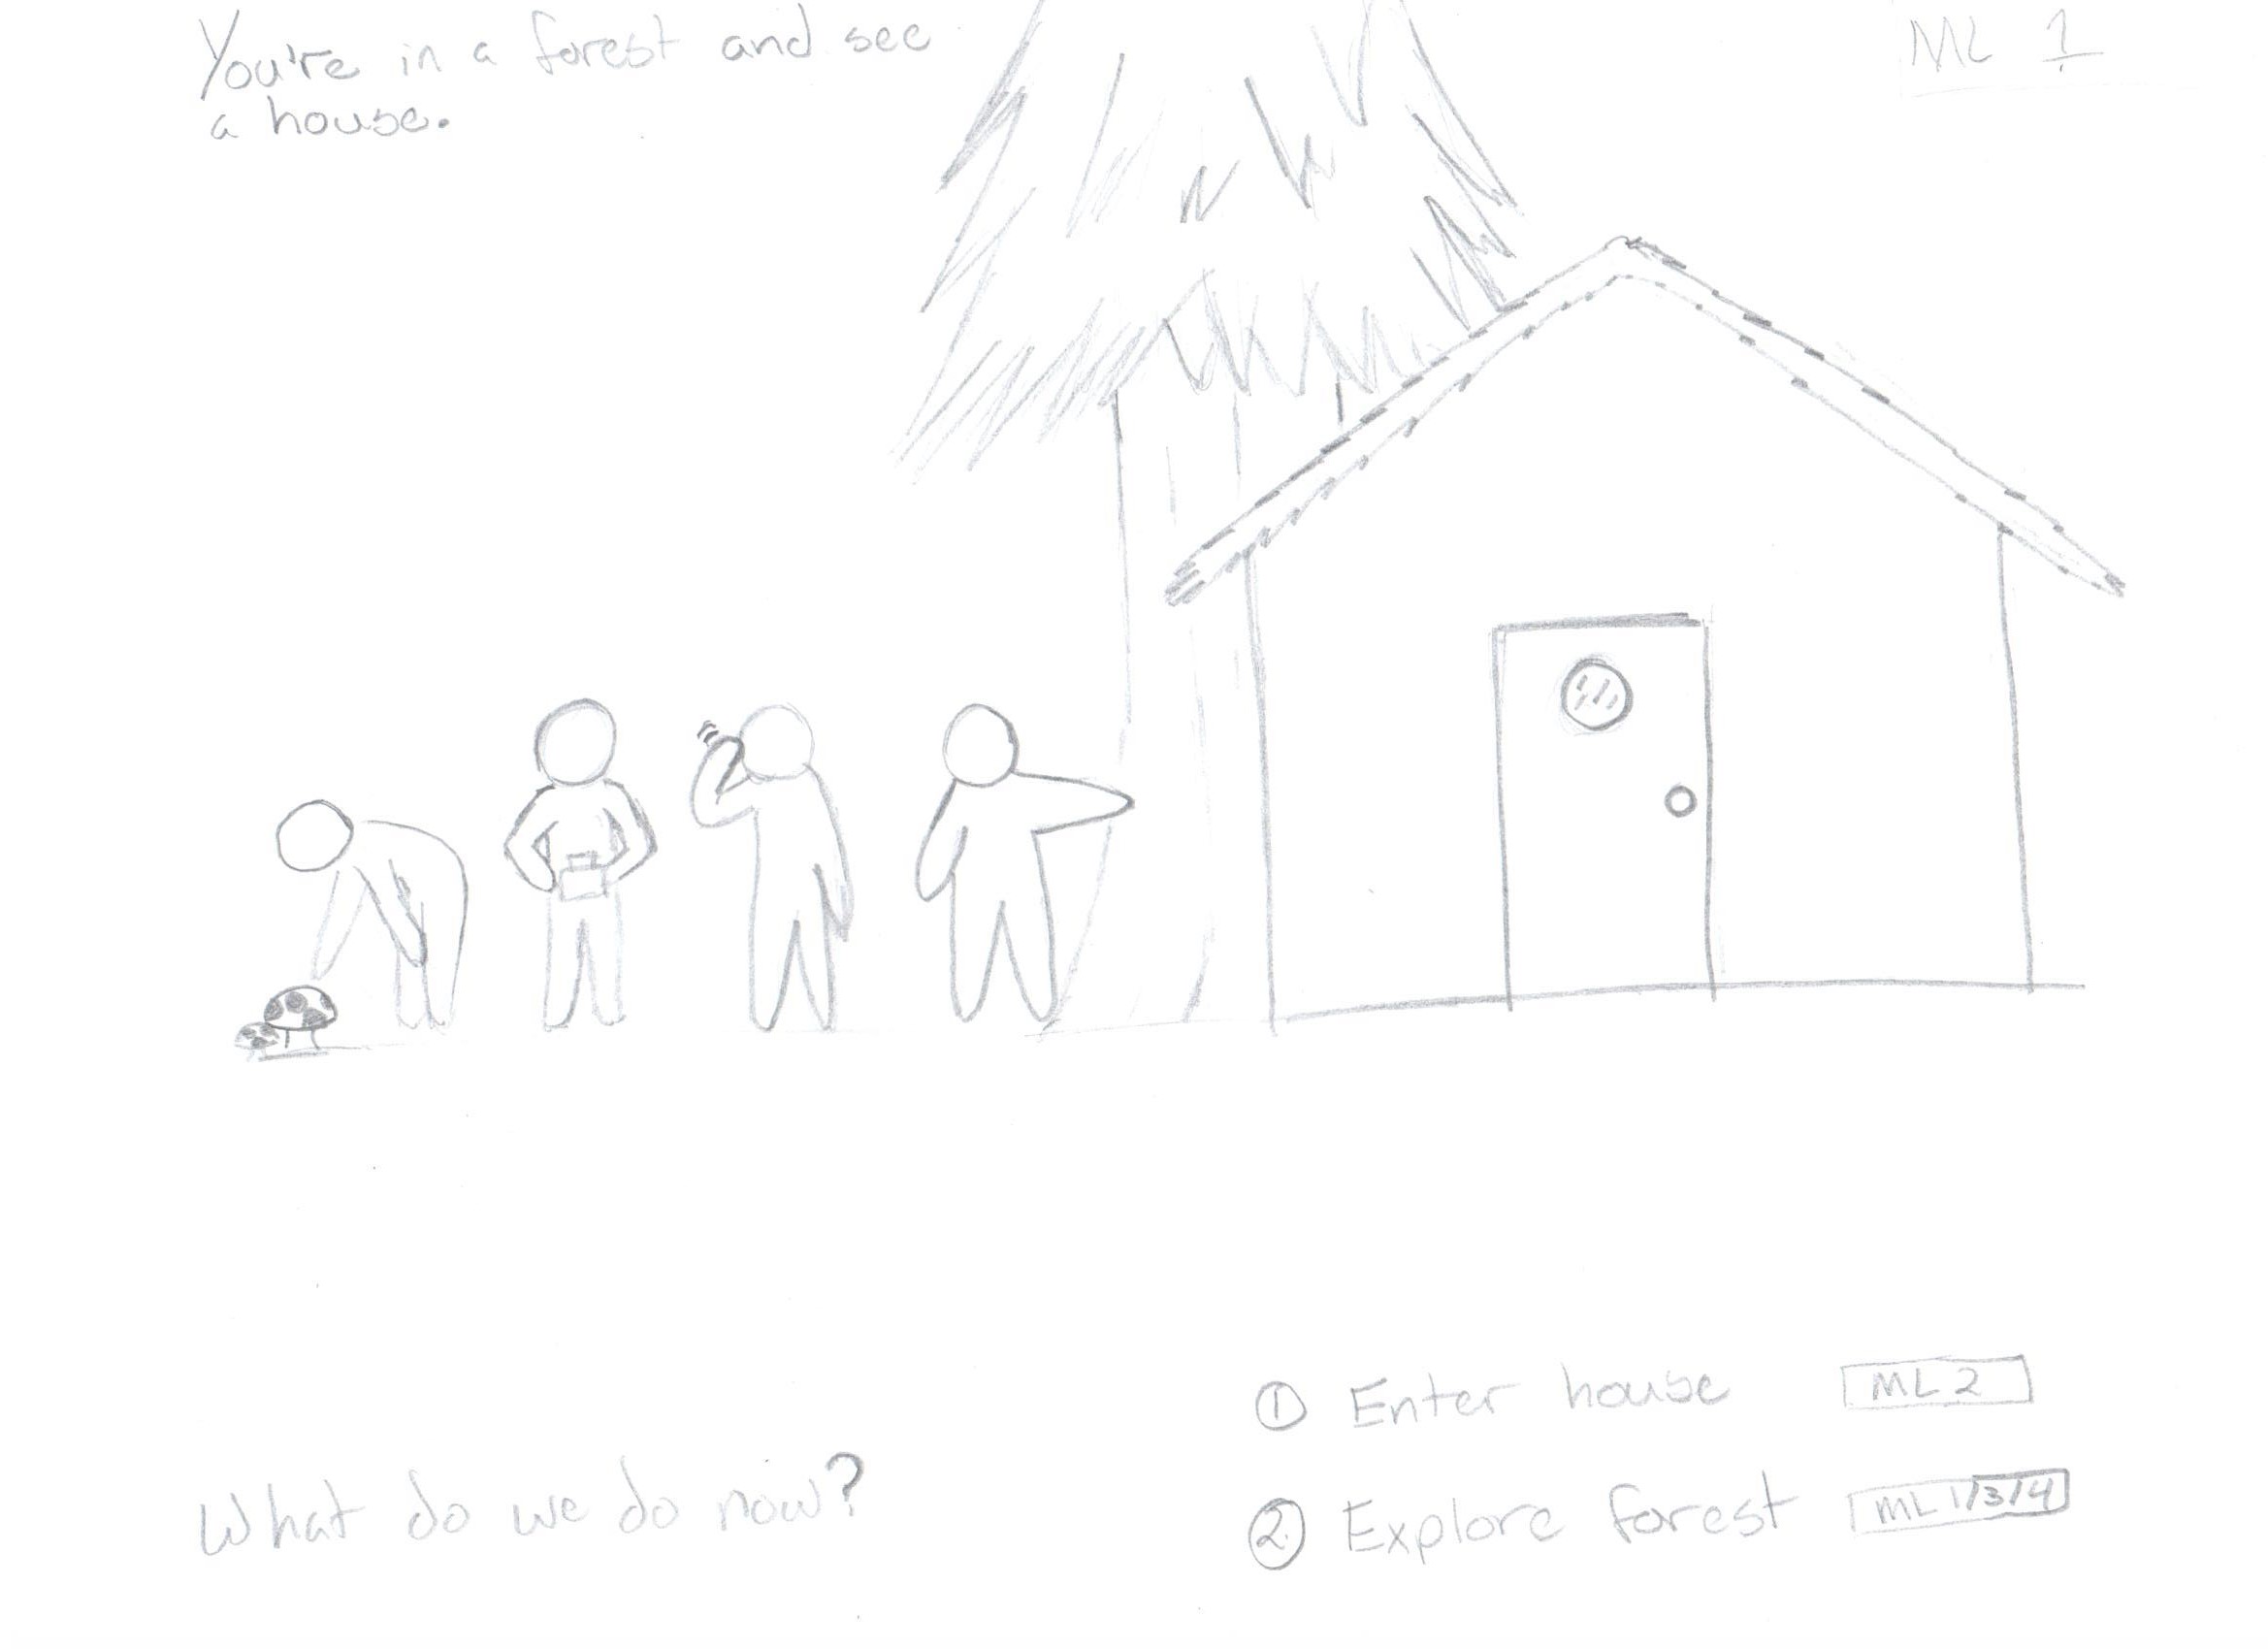 You're in a forest and see
a house.
ML 1
① Enter house ML 2
② Explore forest ML 1/3/4
What do we do now?